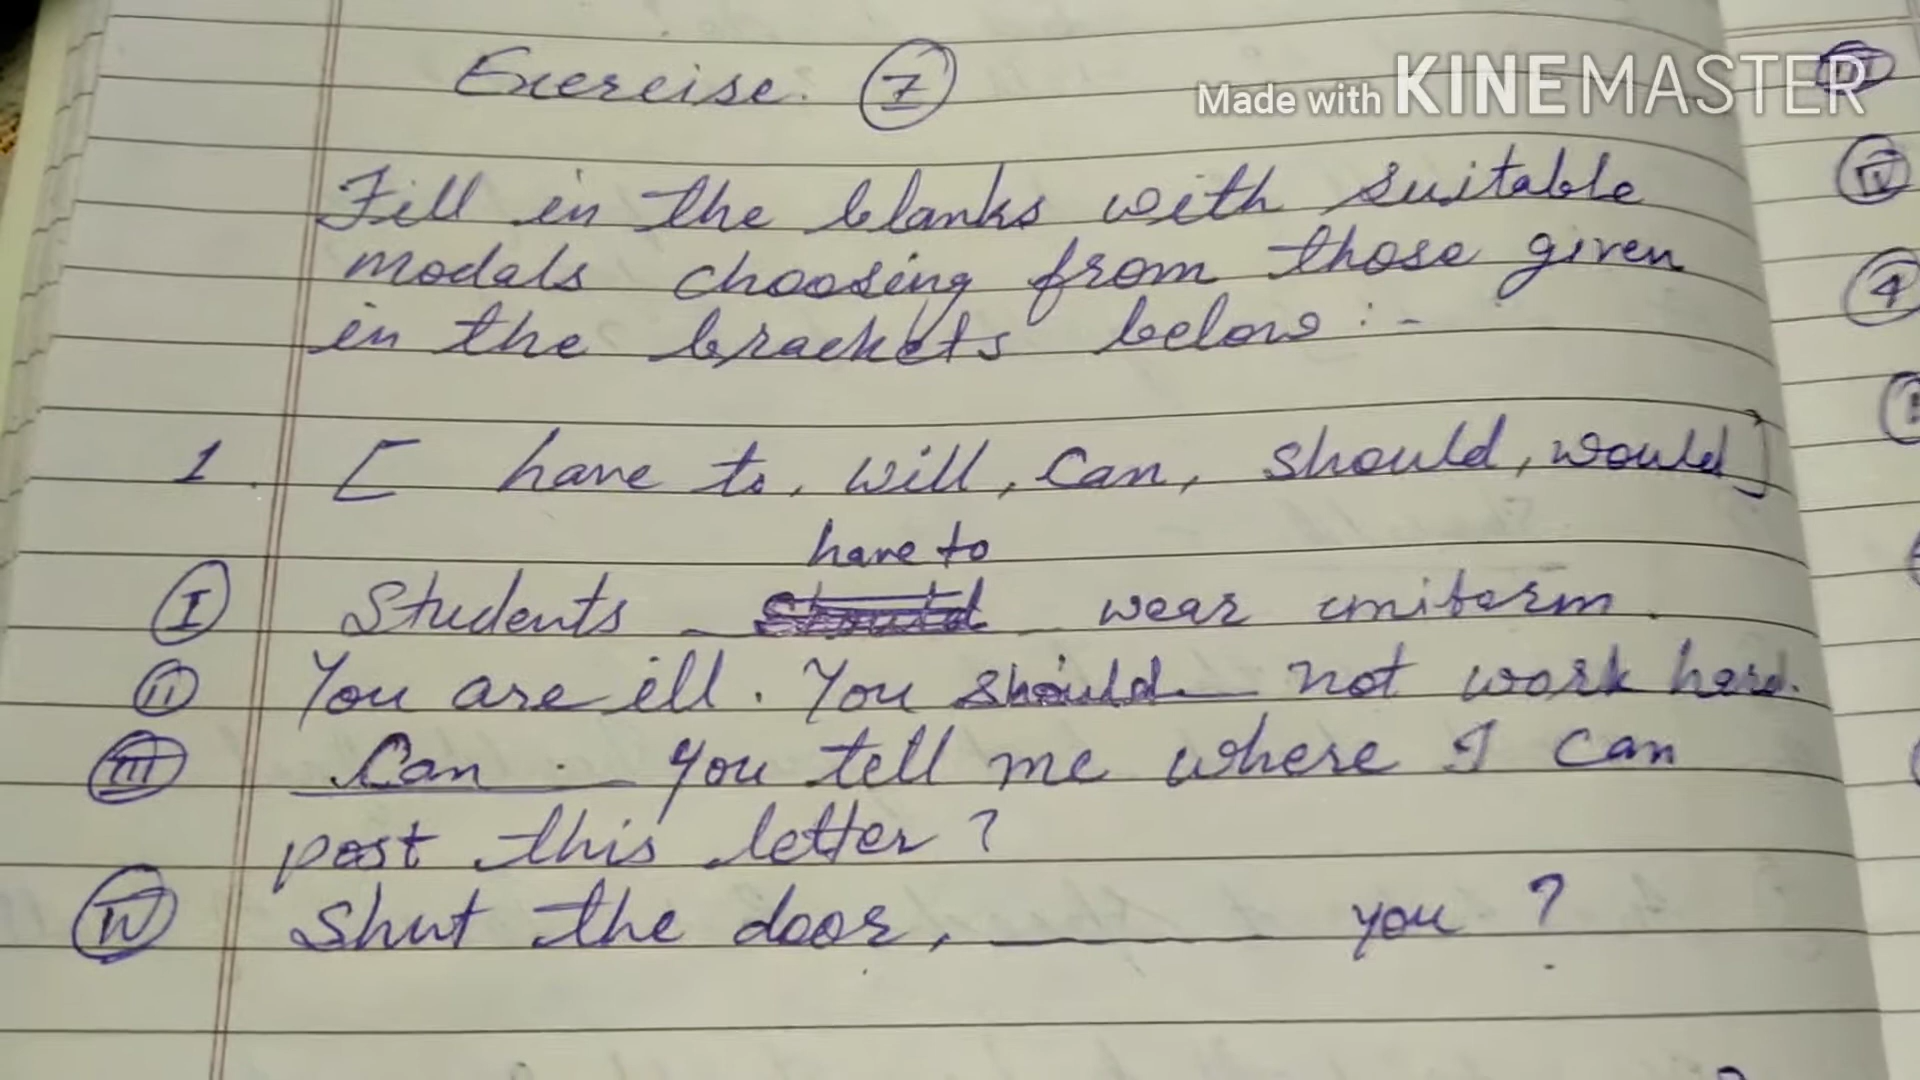 Exercise. 7
Made with KINEMASTER
Fill in the blanks with suitable
modals choosing from those given
in the brackets below :-
1. [ have to, will, can, should, would]
have to
I Students should wear uniform.
II You are ill. You should not work hard.
III Can you tell me where I can
post this letter?
IV Shut the door, ______ you ?
IV
4